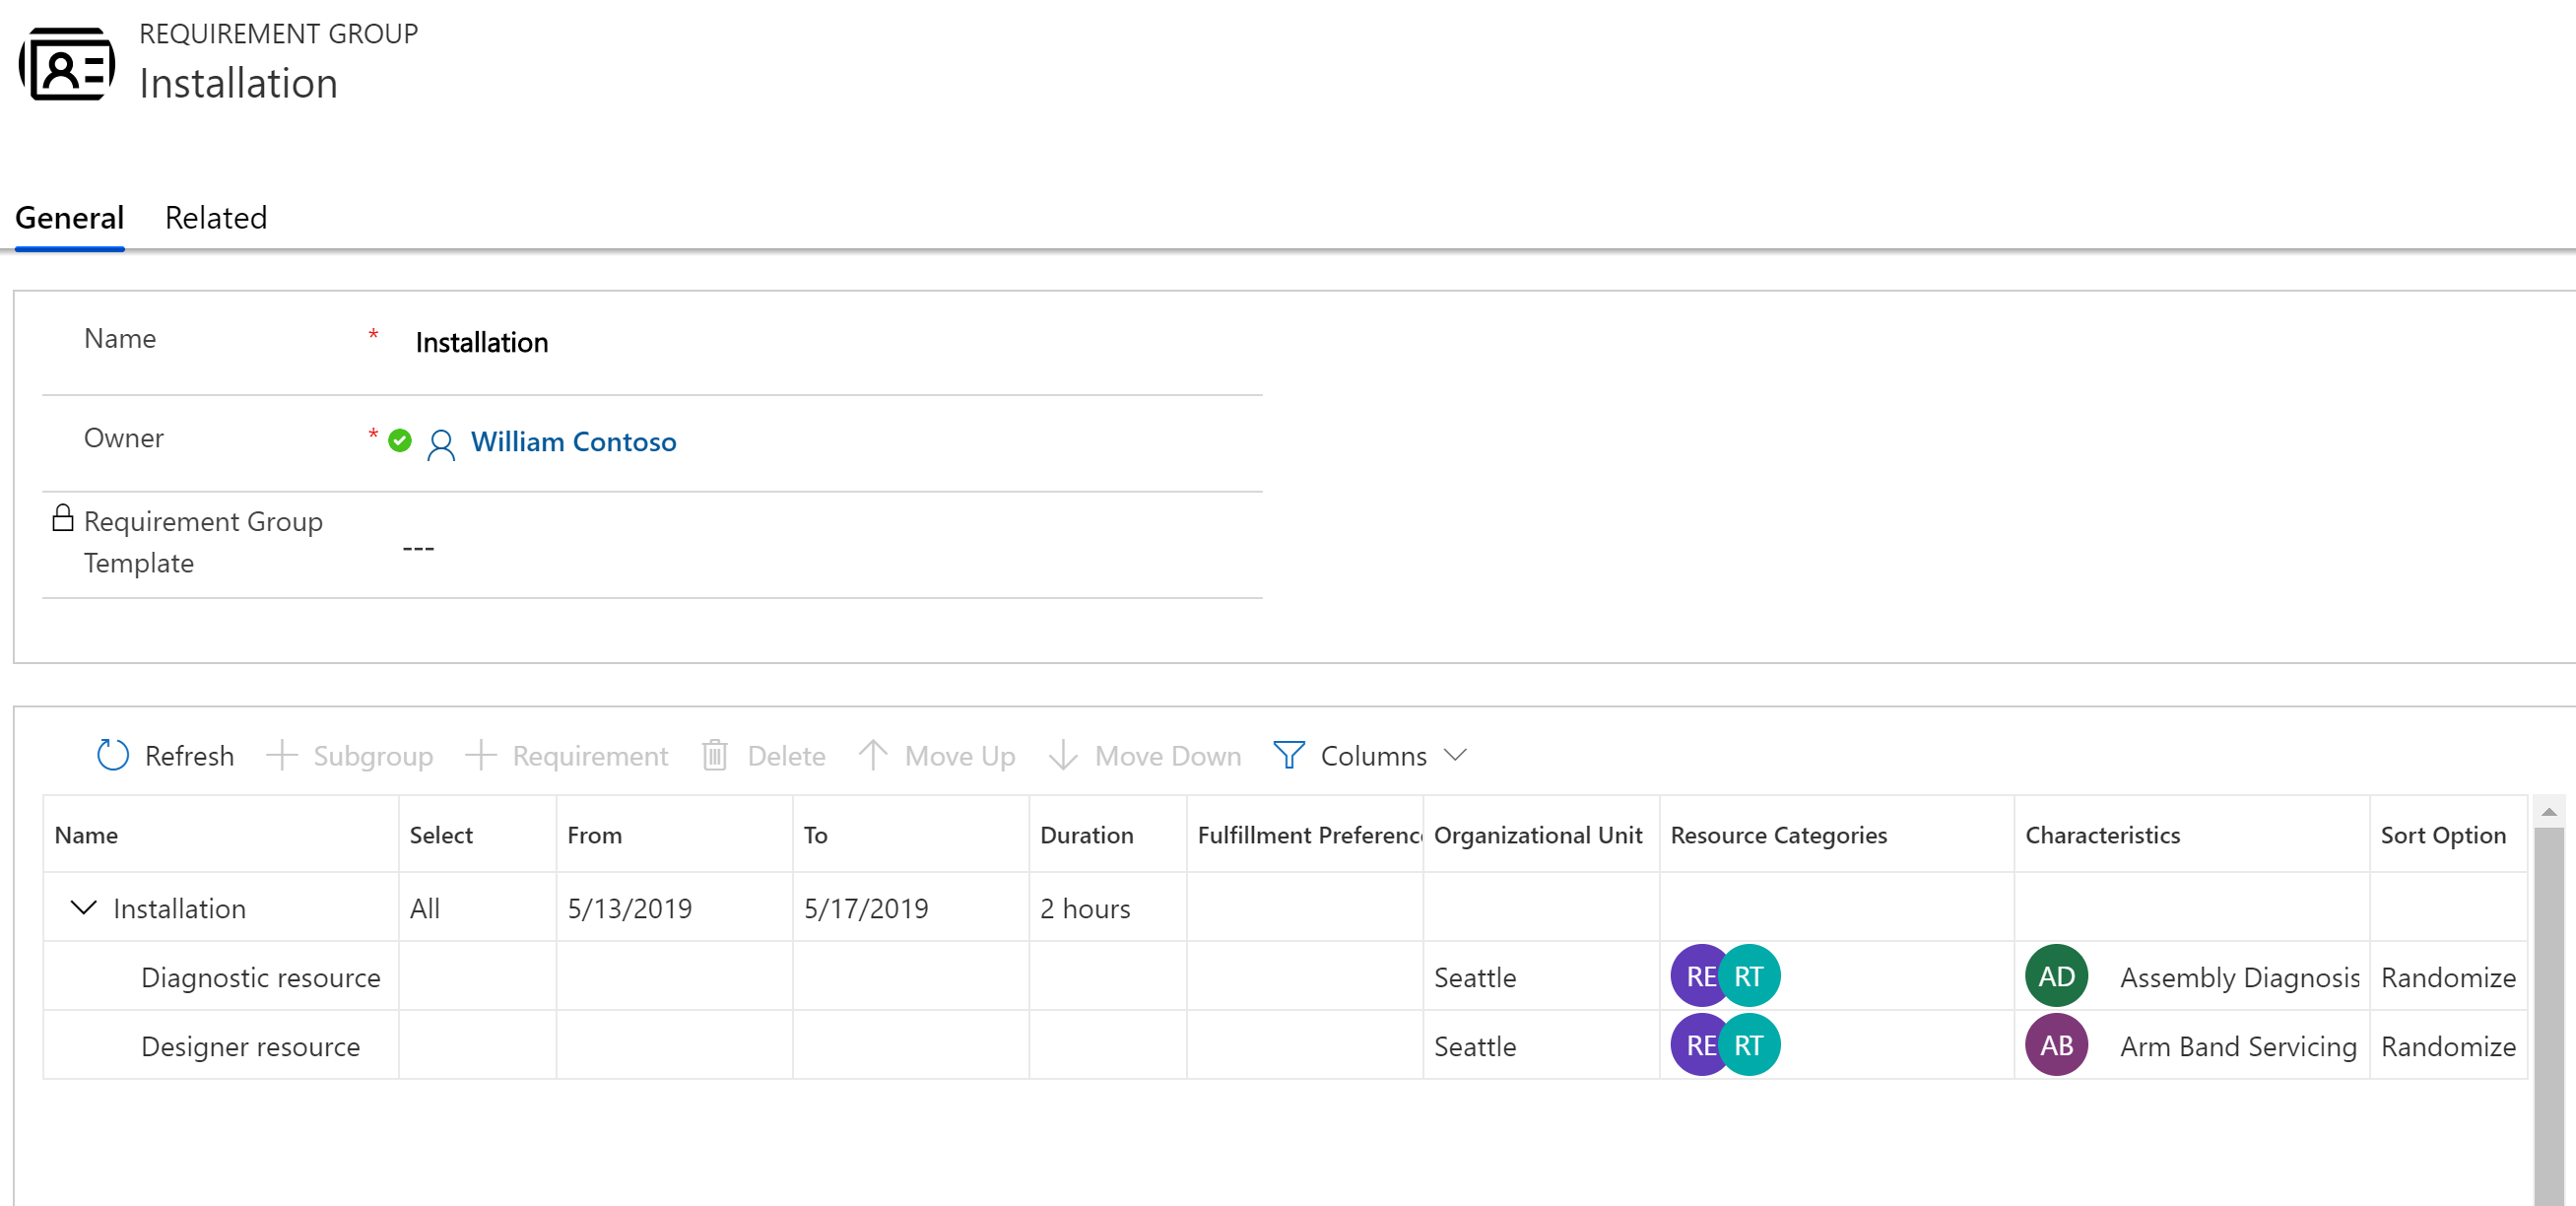 REQUIREMENT GROUP
Installation
General Related
Name * Installation
Owner * William Contoso
Requirement Group
Template
---
Refresh Subgroup Requirement Delete Move Up Move Down Columns
Name Select From To Duration Fulfillment Preference Organizational Unit Resource Categories Characteristics Sort Option
Installation All 5/13/2019 5/17/2019 2 hours
Diagnostic resource Seattle RE RT AD Assembly Diagnosis Randomize
Designer resource Seattle RE RT AB Arm Band Servicing Randomize